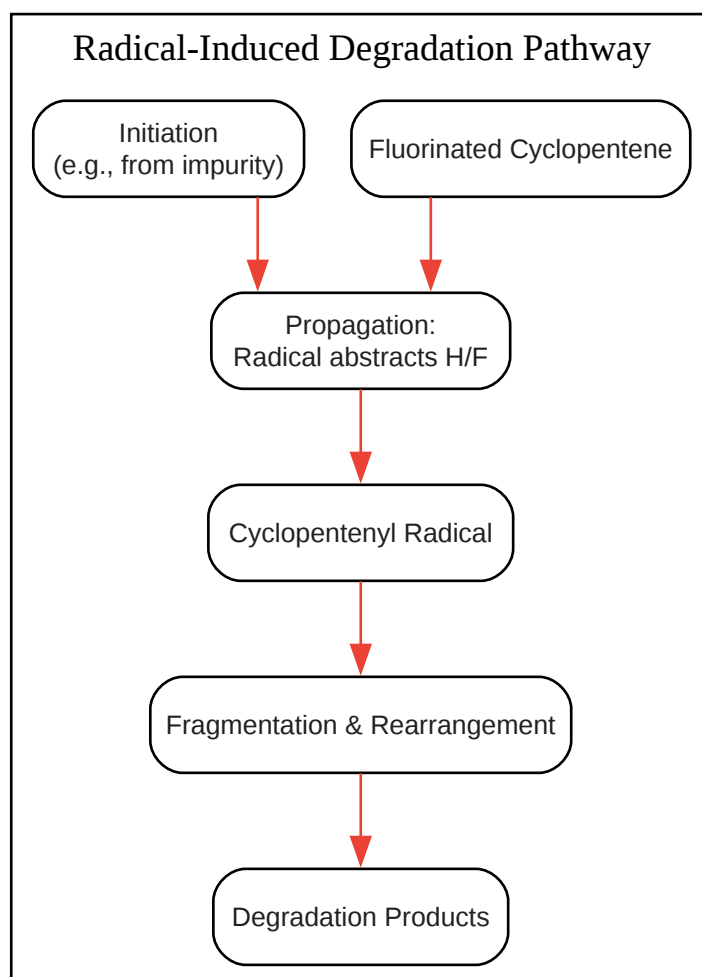 Radical-Induced Degradation Pathway
Initiation
(e.g., from impurity)
Fluorinated Cyclopentene
Propagation:
Radical abstracts H/F
Cyclopentenyl Radical
Fragmentation & Rearrangement
Degradation Products